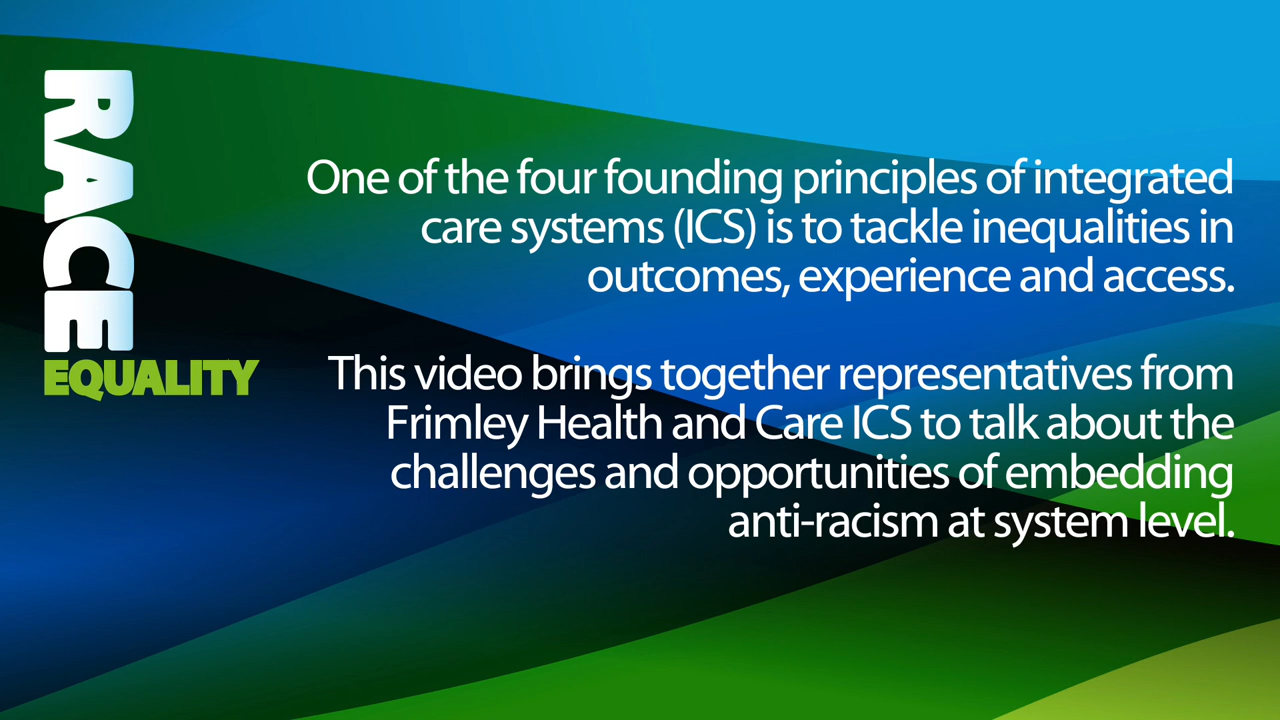 RACE
EQUALITY
One of the four founding principles of integrated
care systems (ICS) is to tackle inequalities in
outcomes, experience and access.
This video brings together representatives from
Frimley Health and Care ICS to talk about the
challenges and opportunities of embedding
anti-racism at system level.